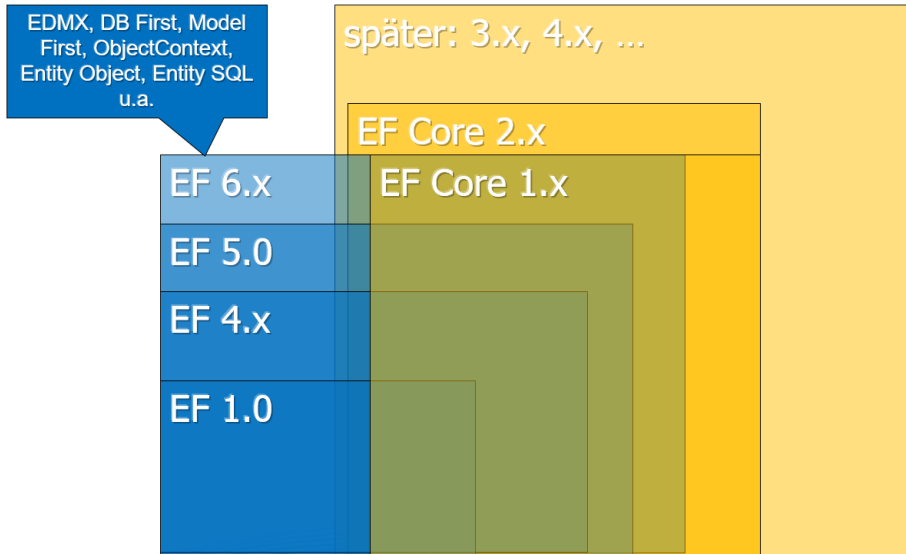 EDMX, DB First, Model
First, ObjectContext,
Entity Object, Entity SQL
u.a.
später: 3.x, 4.x, ...
EF Core 2.x
EF 6.x
EF Core 1.x
EF 5.0
EF 4.x
EF 1.0